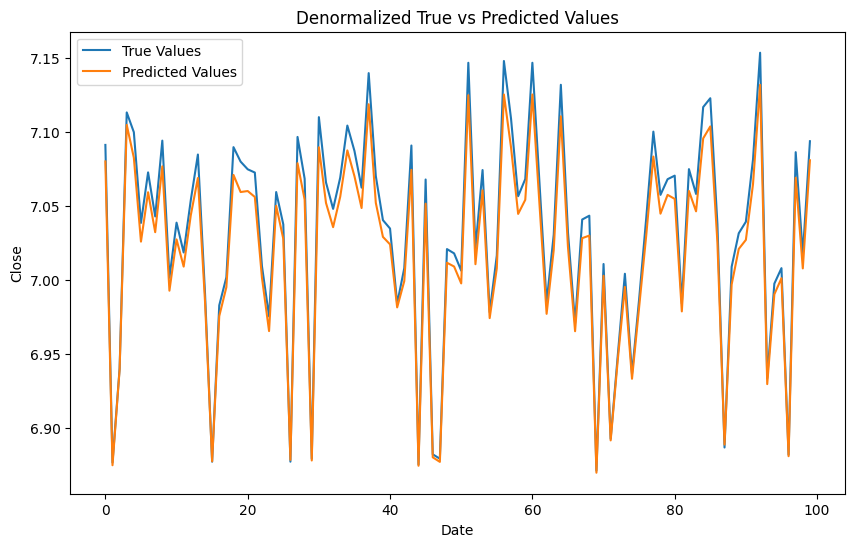 Denormalized True vs Predicted Values
True Values
Predicted Values
7.15
7.10
7.05
7.00
6.95
6.90
Close
0
20
40
60
80
100
Date